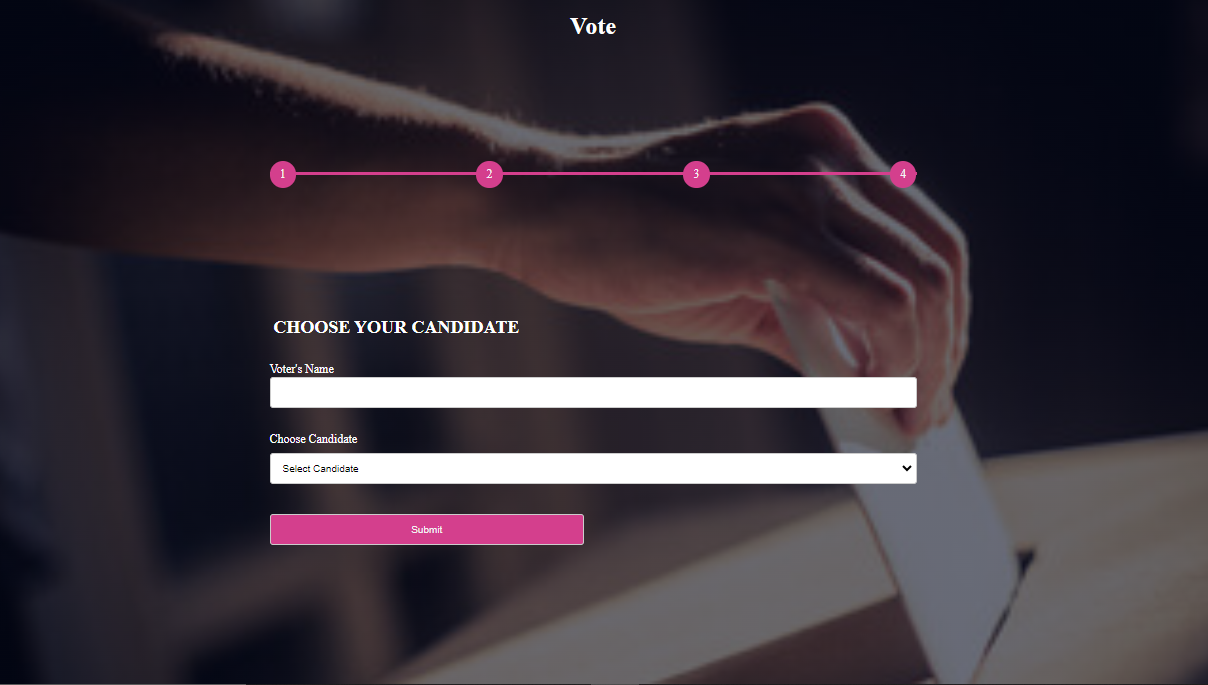 Vote
1 2 3 4
CHOOSE YOUR CANDIDATE
Voter's Name
Choose Candidate
Select Candidate
Submit